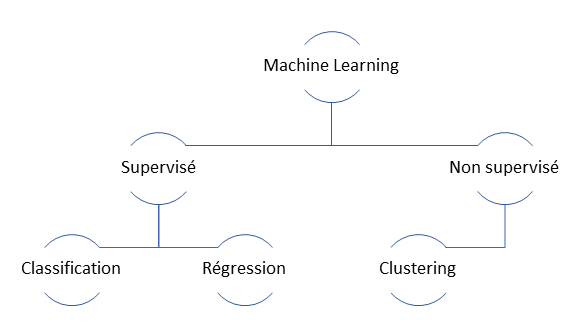 Machine Learning
Supervisé
Non supervisé
Classification
Régression
Clustering